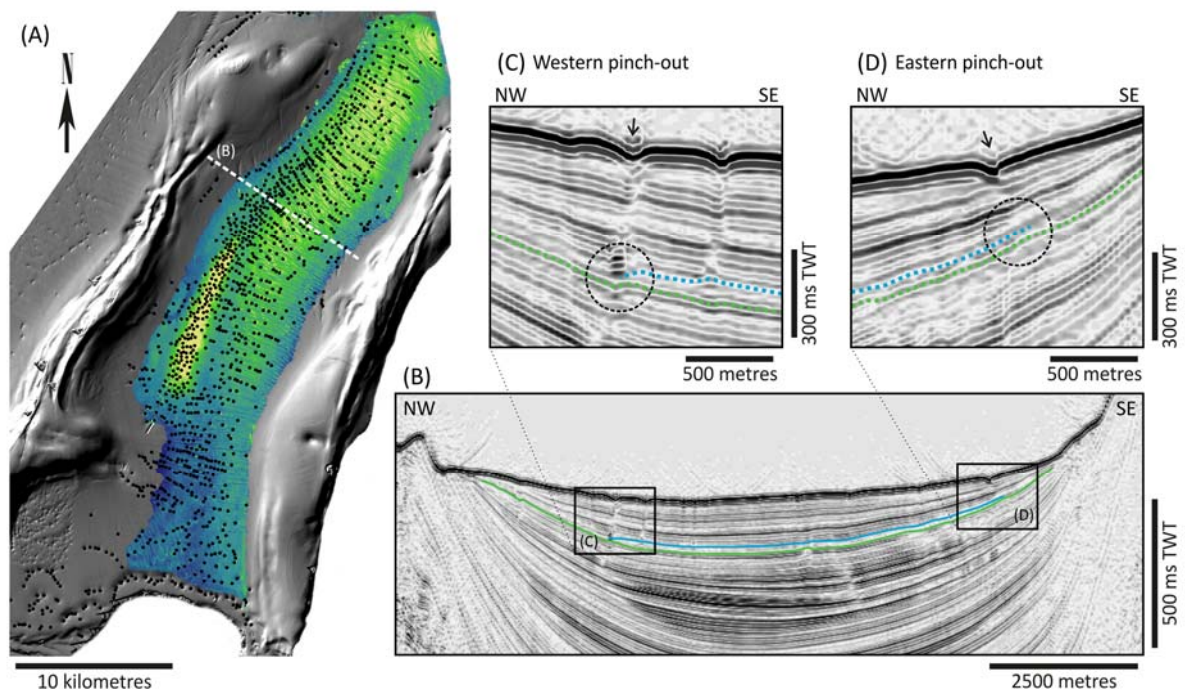 (A)
N
(B)
10 kilometres
(C) Western pinch-out
NW SE
300 ms TWT
500 metres
(D) Eastern pinch-out
NW SE
300 ms TWT
500 metres
(B)
NW SE
(C)
(D)
500 ms TWT
2500 metres